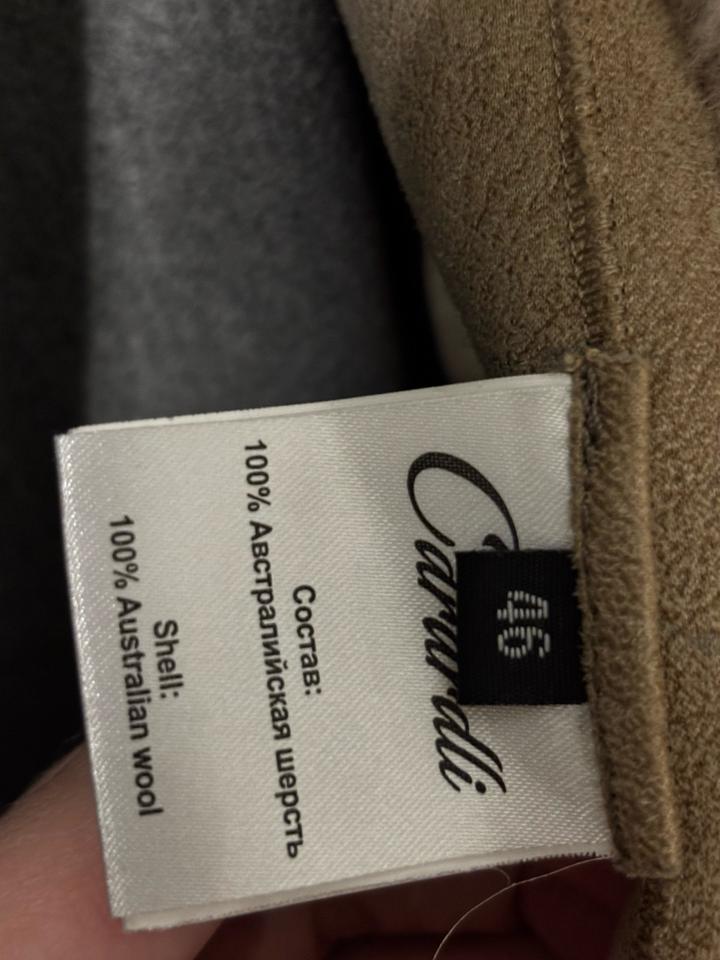 46
Состав:
100% Австралийская шерсть
Shell:
100% Australian wool